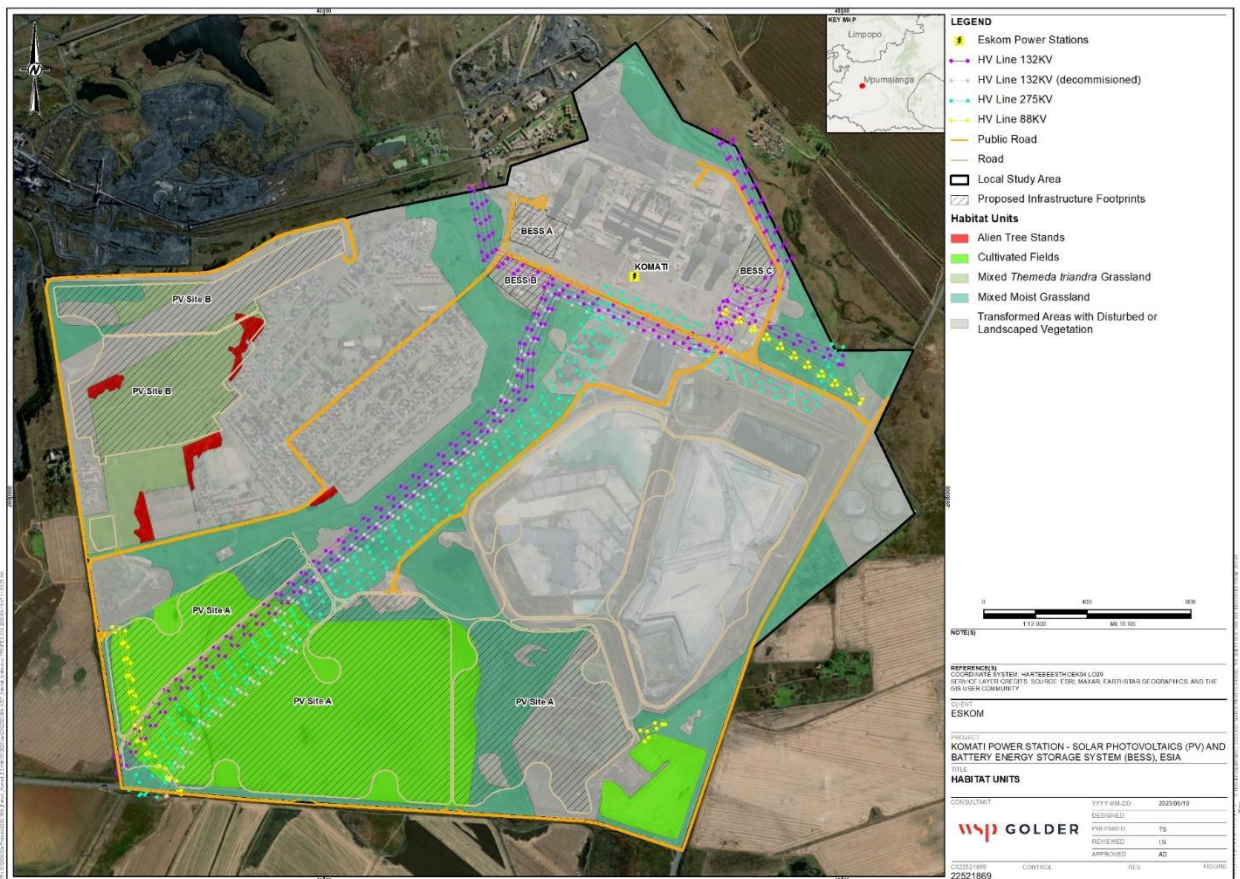 46000
48000
N
KEY MAP
Limpopo
Mpumalanga
BESS A
KOMATI
BESS C
BESS B
PV Site B
PV Site B
PV Site A
PV Site A
PV Site A
LEGEND
Eskom Power Stations
HV Line 132KV
HV Line 132KV (decommisioned)
HV Line 275KV
HV Line 88KV
Public Road
Road
Local Study Area
Proposed Infrastructure Footprints
Habitat Units
Alien Tree Stands
Cultivated Fields
Mixed Themeda triandra Grassland
Mixed Moist Grassland
Transformed Areas with Disturbed or
Landscaped Vegetation
0 400 800
1:12 000 METERS
NOTE(S)
REFERENCE(S)
COORDINATE SYSTEM: HARTEBEESTHOEK94 LO29
SERVICE LAYER CREDITS: SOURCE: ESRI, MAXAR, EARTHSTAR GEOGRAPHICS, AND THE
GIS USER COMMUNITY
CLIENT
ESKOM
PROJECT
KOMATI POWER STATION - SOLAR PHOTOVOLTAICS (PV) AND
BATTERY ENERGY STORAGE SYSTEM (BESS), ESIA
TITLE
HABITAT UNITS
CONSULTANT
YYYY-MM-DD 2023/06/19
DESIGNED
PREPARED TS
REVIEWED LN
APPROVED AD
wsp GOLDER
CONTROL REV. FIGURE
22521869